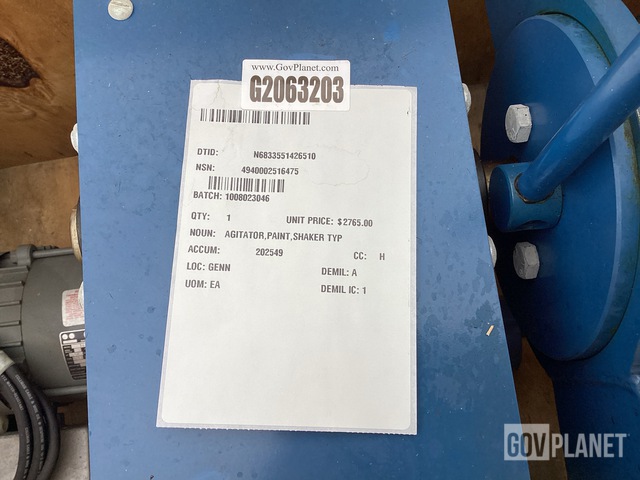 www.GovPlanet.com
G2063203
DTID: N6833551426510
NSN: 4940002516475
BATCH: 1008023046
QTY: 1 UNIT PRICE: $2765.00
NOUN: AGITATOR,PAINT,SHAKER TYP
ACCUM: 202549 CC: H
LOC: GENN DEMIL: A
UOM: EA DEMIL IC: 1
GOVPLANET